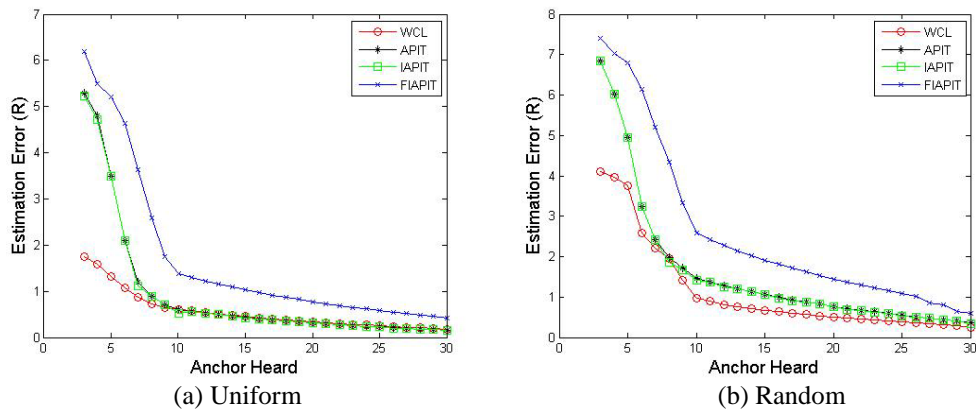 7
6
5
4
3
2
1
0
Estimation Error (R)
WCL
APIT
IAPIT
FIAPIT
0 5 10 15 20 25 30
Anchor Heard
(a) Uniform
8
7
6
5
4
3
2
1
0
Estimation Error (R)
WCL
APIT
IAPIT
FIAPIT
0 5 10 15 20 25 30
Anchor Heard
(b) Random